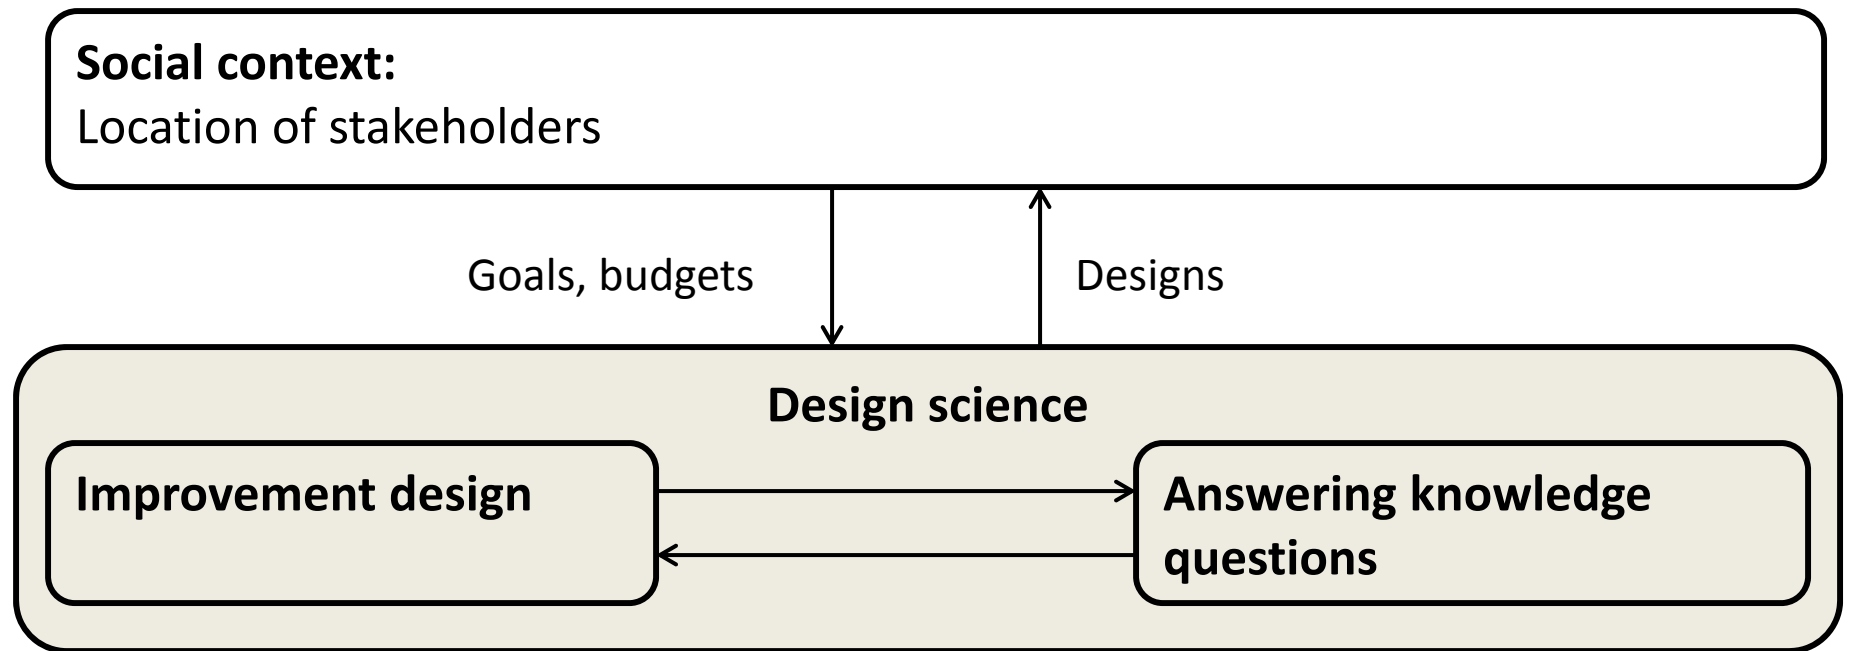 Social context:
Location of stakeholders
Goals, budgets
Designs
Design science
Improvement design
Answering knowledge
questions